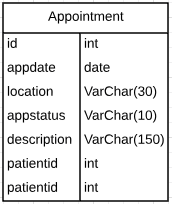 Appointment
id int
appdate date
location VarChar(30)
appstatus VarChar(10)
description VarChar(150)
patientid int
patientid int